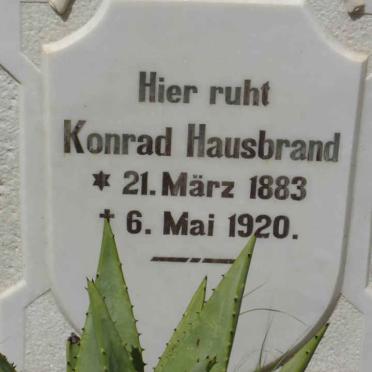 Hier ruht
Konrad Hausbrand
* 21. März 1883
† 6. Mai 1920.